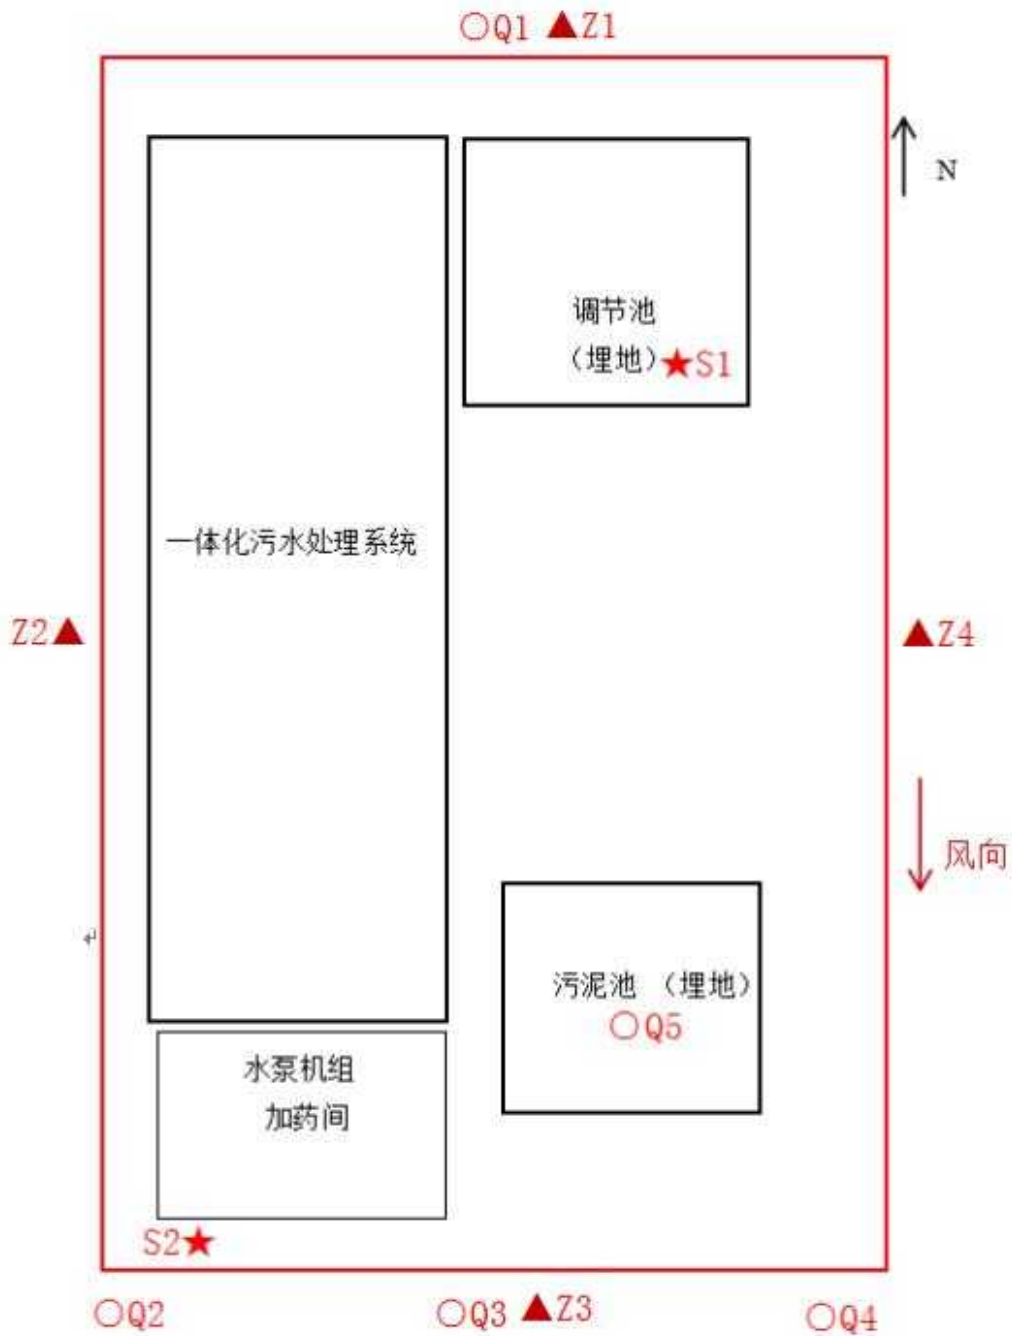 ○Q1 ▲Z1
N
调节池
（埋地）★S1
一体化污水处理系统
Z2▲
▲Z4
风向
污泥池 （埋地）
○Q5
水泵机组
加药间
S2★
○Q2
○Q3 ▲Z3
○Q4